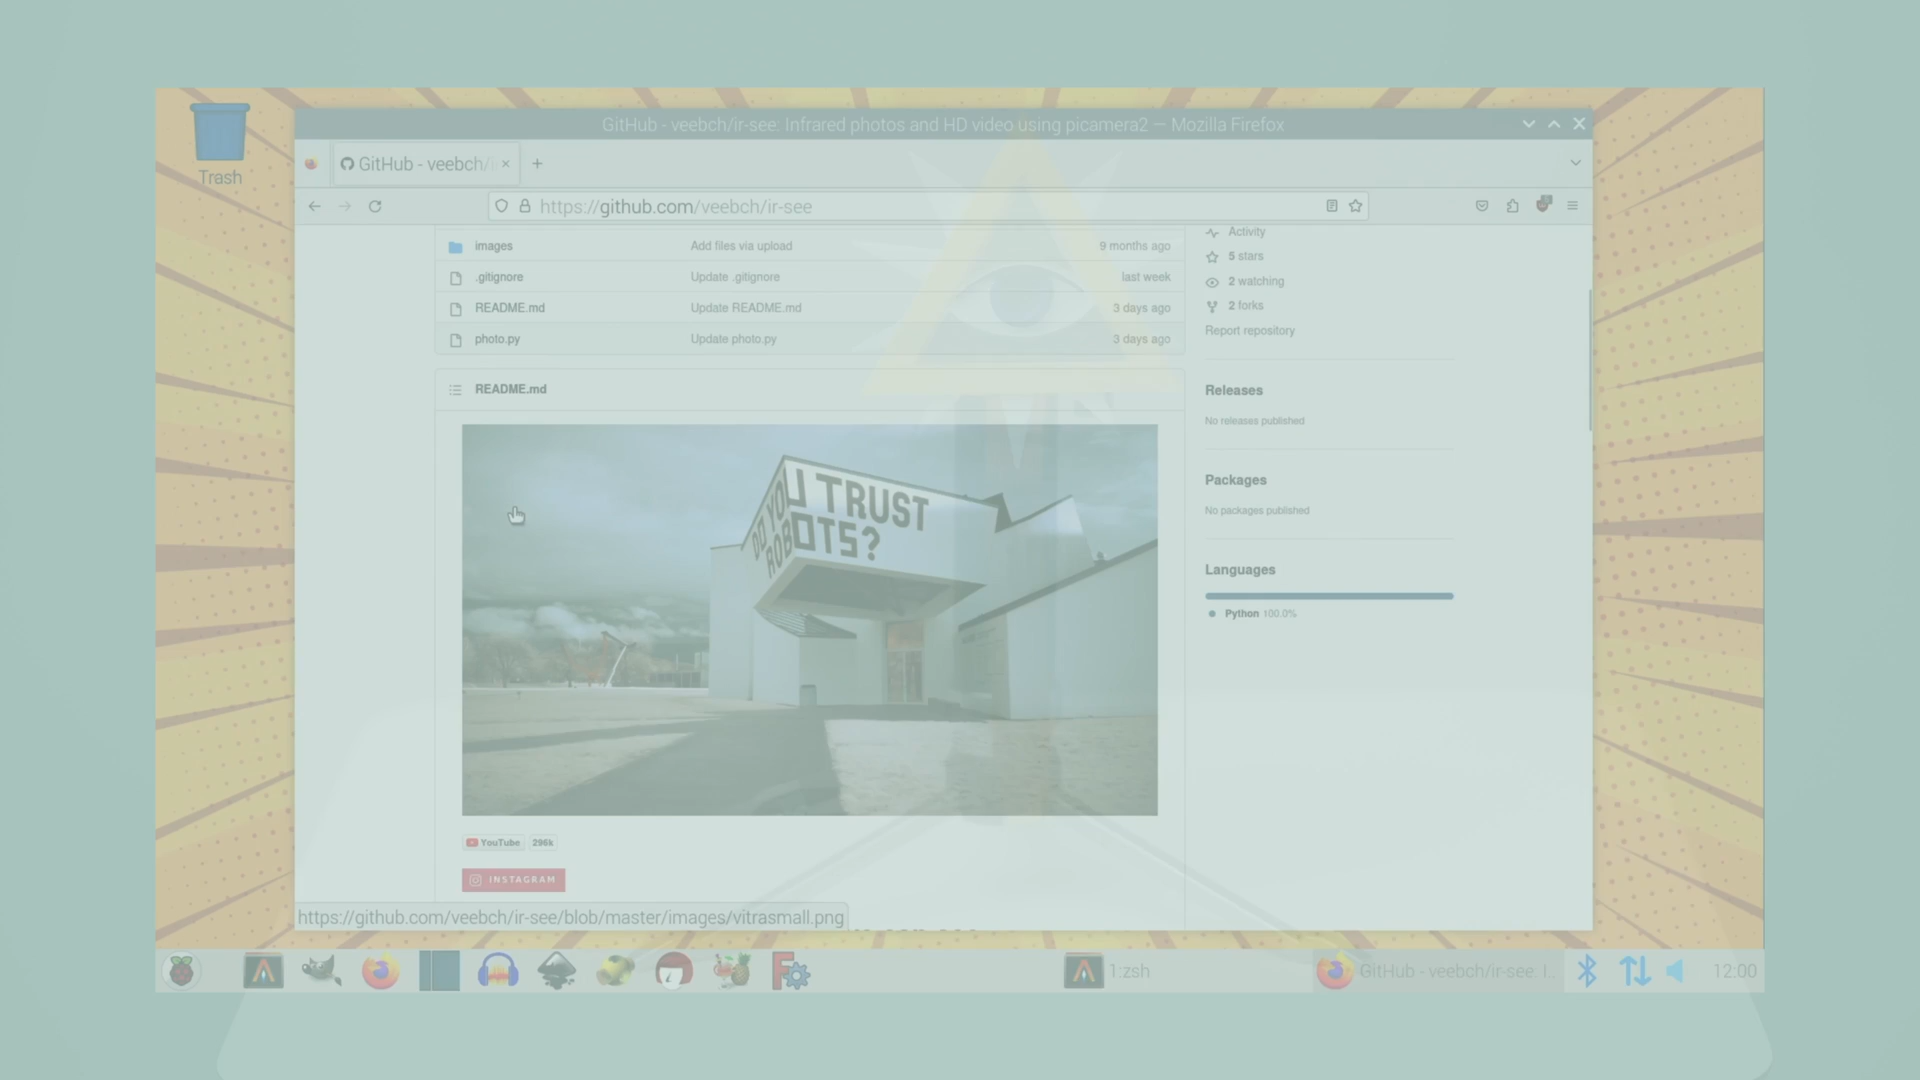 GitHub - veebch/ir-see: Infrared photos and HD video using picamera2 — Mozilla Firefox
Trash
GitHub - veebch/i
https://github.com/veebch/ir-see
images Add files via upload 9 months ago
.gitignore Update .gitignore last week
README.md Update README.md 3 days ago
photo.py Update photo.py 3 days ago
Activity
5 stars
2 watching
2 forks
Report repository
README.md
Releases
No releases published
Packages
No packages published
Languages
Python 100.0%
DO YOU TRUST
ROBOTS?
YouTube 296k
INSTAGRAM
https://github.com/veebch/ir-see/blob/master/images/vitrasmall.png
1:zsh
GitHub - veebch/ir-see: I...
12:00